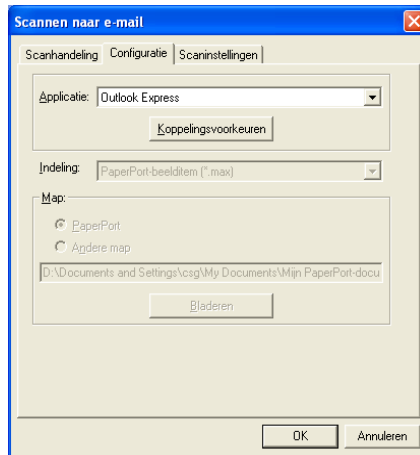 Scannen naar e-mail
Scanhandeling Configuratie Scaninstellingen
Applicatie: Outlook Express
Koppelingsvoorkeuren
Indeling: PaperPort-beelditem (*.max)
Map:
PaperPort
Andere map
D:\Documents and Settings\csg\My Documents\Mijn PaperPort-docu
Bladeren
OK Annuleren